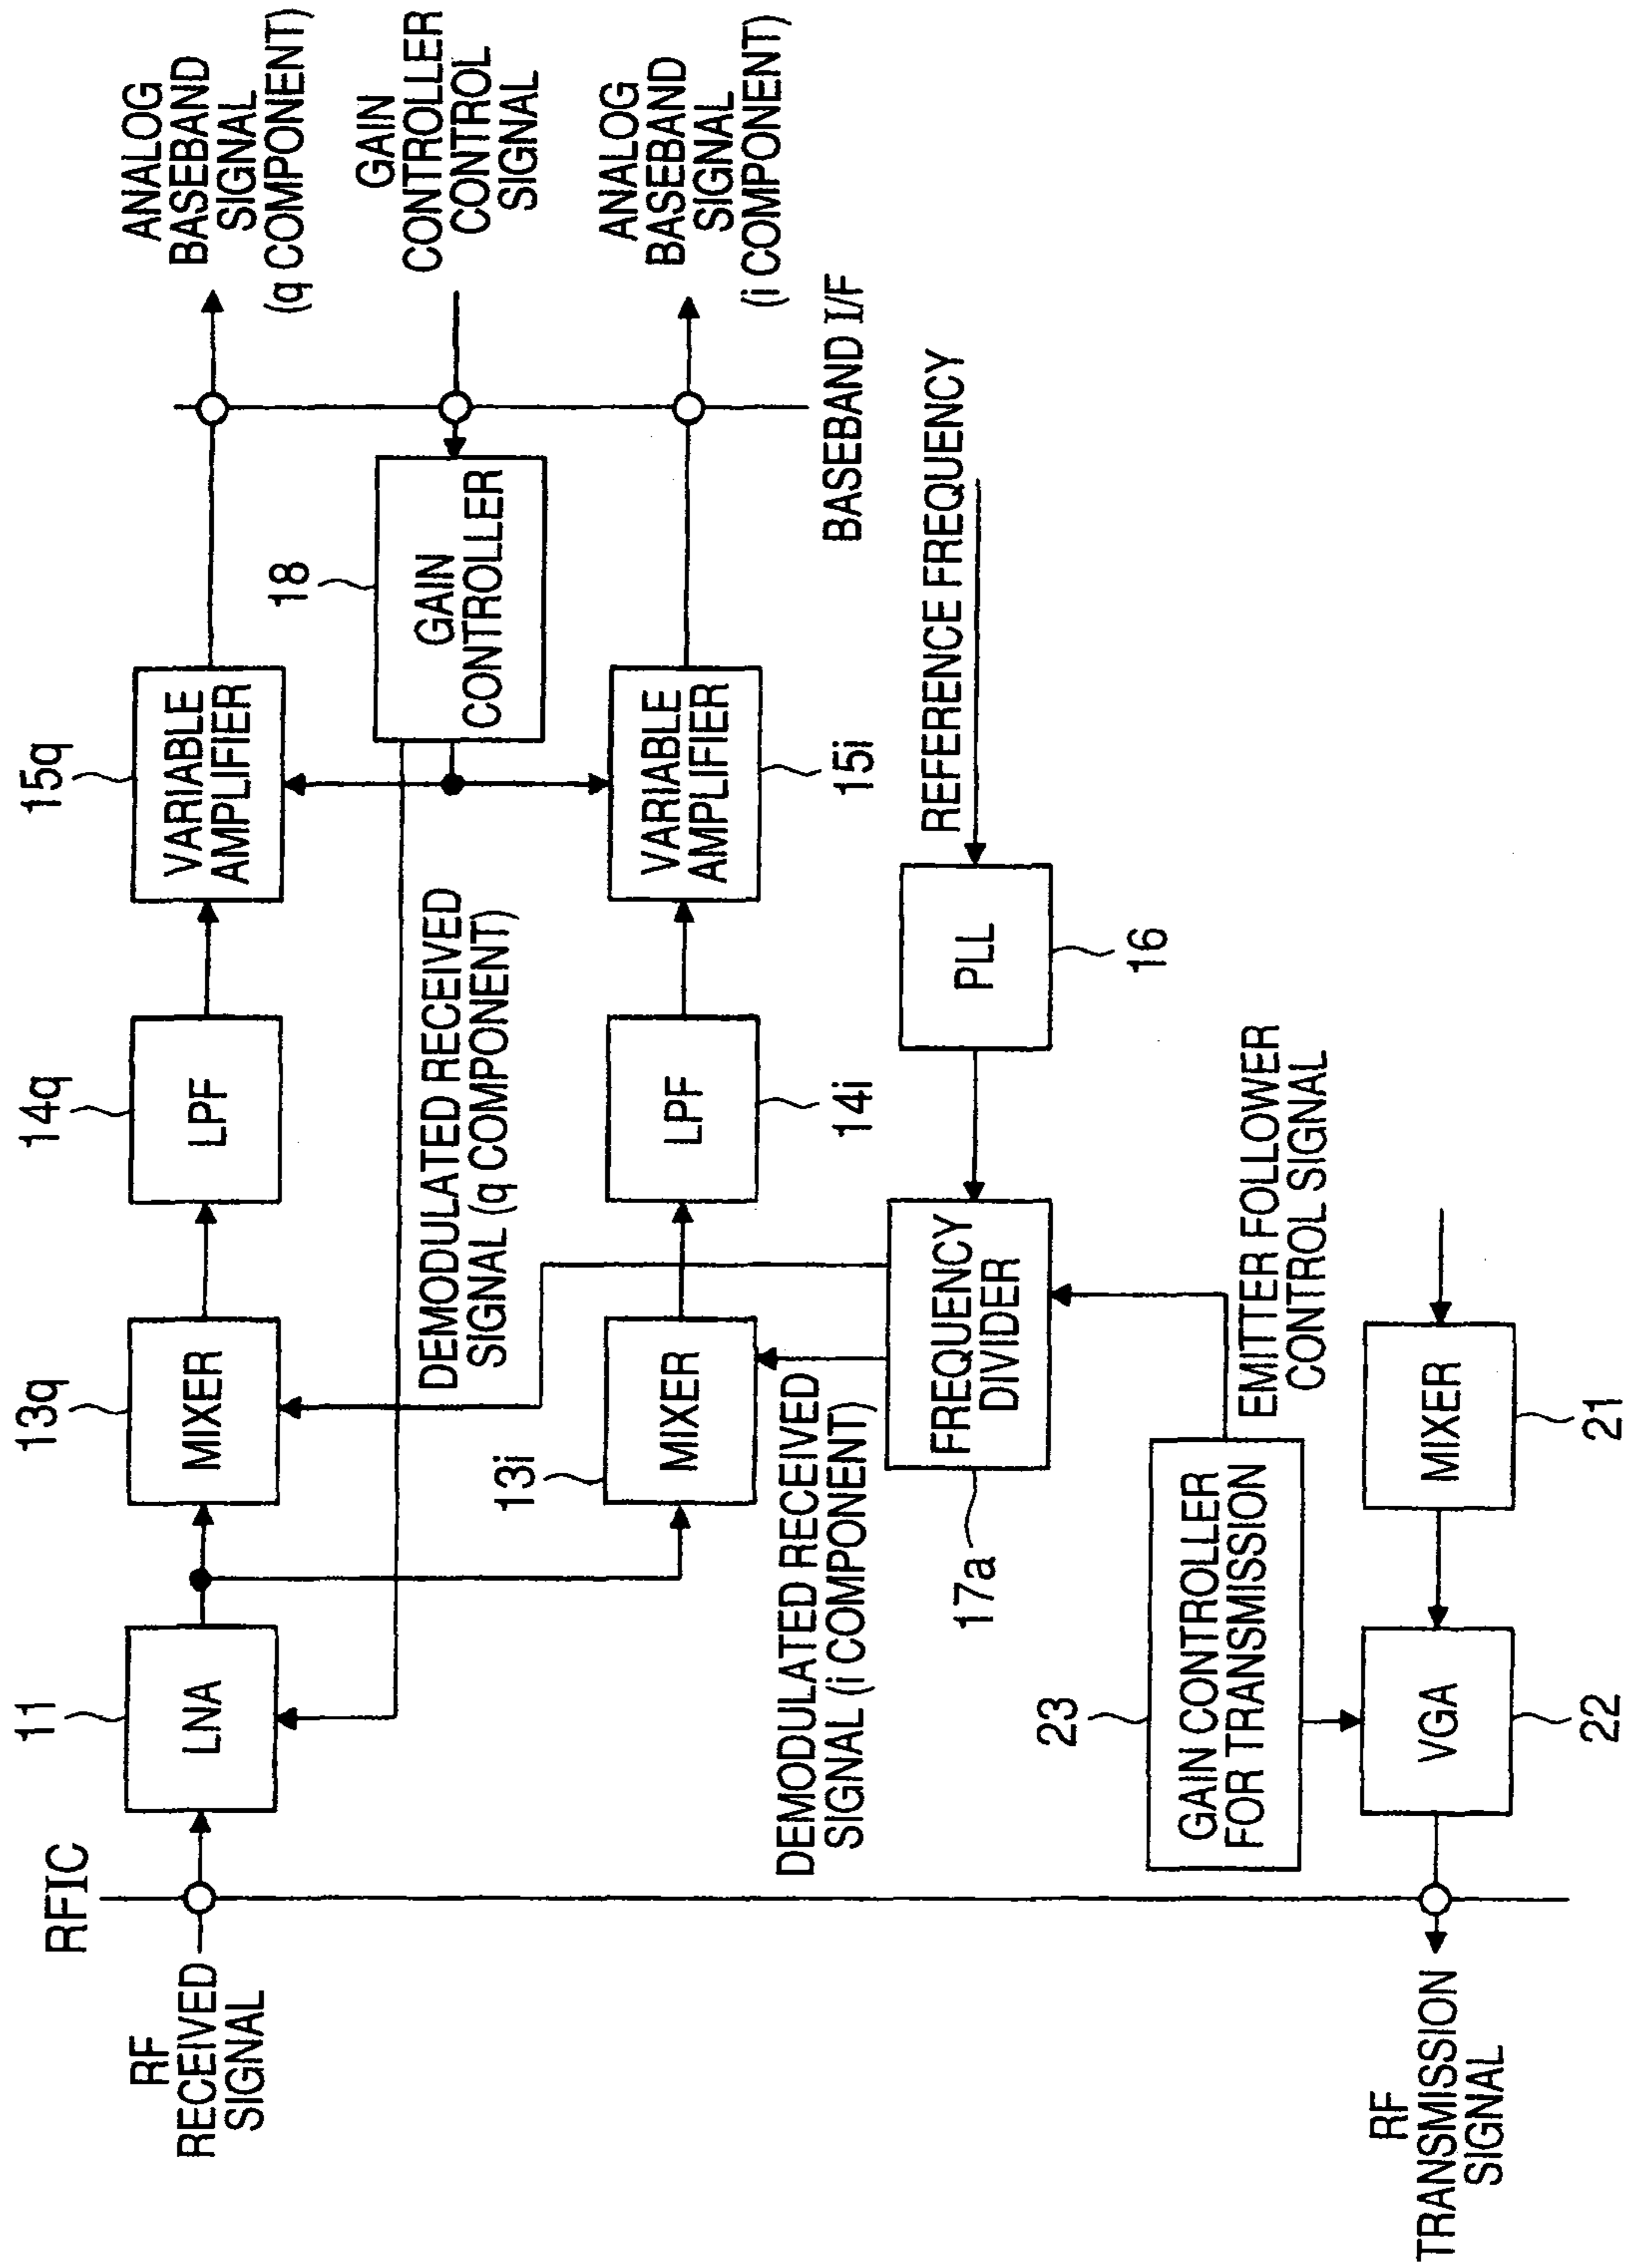 RFIC
RF
RECEIVED
SIGNAL
11
LNA
13q
MIXER
14q
LPF
15q
VARIABLE
AMPLIFIER
ANALOG
BASEBAND
SIGNAL
(q COMPONENT)
18
GAIN
CONTROLLER
GAIN
CONTROLLER
CONTROL
SIGNAL
DEMODULATED RECEIVED
SIGNAL (q COMPONENT)
13i
MIXER
LPF
14i
VARIABLE
AMPLIFIER
15i
ANALOG
BASEBAND
SIGNAL
(i COMPONENT)
BASEBAND I/F
DEMODULATED RECEIVED
SIGNAL (i COMPONENT)
FREQUENCY
DIVIDER
17a
PLL
16
REFERENCE FREQUENCY
23
GAIN CONTROLLER
FOR TRANSMISSION
EMITTER FOLLOWER
CONTROL SIGNAL
RF
TRANSMISSION
SIGNAL
VGA
22
MIXER
21